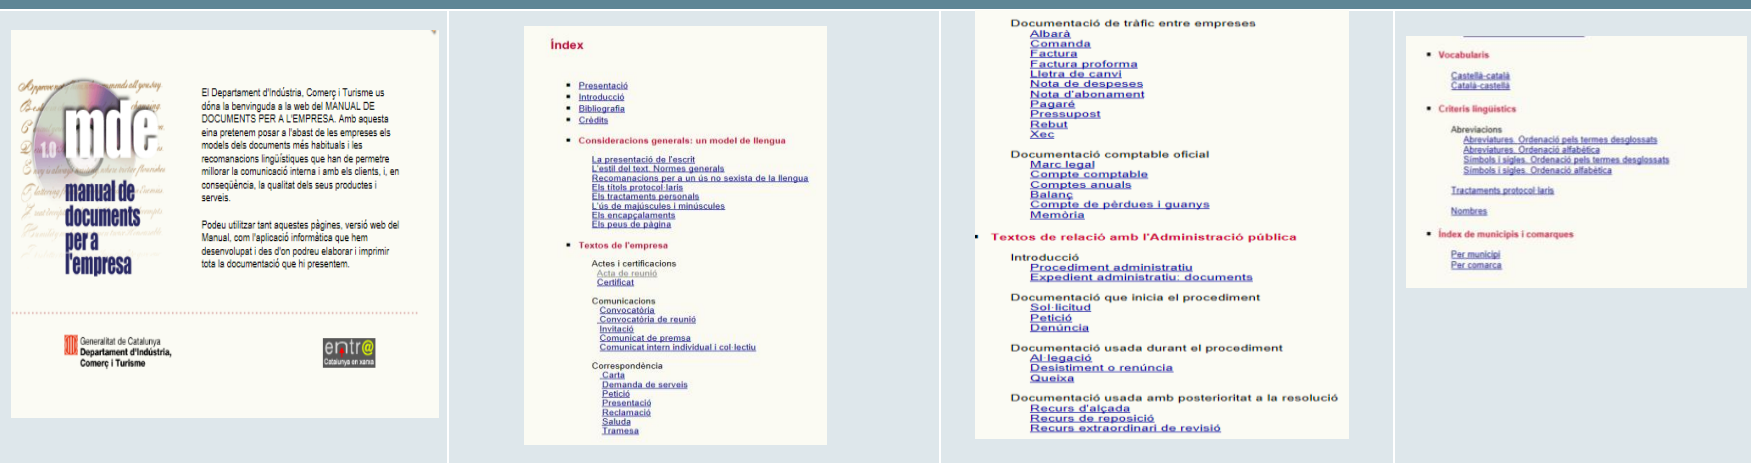 1.0
mde
manual de
documents
per a
l'empresa
El Departament d'Indústria, Comerç i Turisme us
dóna la benvinguda a la web del MANUAL DE
DOCUMENTS PER A L'EMPRESA. Amb aquesta
eina pretenem posar a l'abast de les empreses els
models dels documents més habituals i les
recomanacions lingüístiques que han de permetre
millorar la comunicació interna i amb els clients, i, en
conseqüència, la qualitat dels seus productes i
serveis.
Podeu utilitzar tant aquestes pàgines, versió web del
Manual, com l'aplicació informàtica que hem
desenvolupat i des d'on podreu elaborar i imprimir
tota la documentació que hi presentem.
Generalitat de Catalunya
Departament d'Indústria,
Comerç i Turisme
entr@
Catalunya en xarxa
Índex
Presentació
Introducció
Bibliografia
Crèdits
Consideracions generals: un model de llengua
La presentació de l'escrit
L'estil del text. Normes generals
Recomanacions per a un ús no sexista de la llengua
Els títols protocol·laris
Els tractaments personals
L'ús de majúscules i minúscules
Els encapçalaments
Els peus de pàgina
Textos de l'empresa
Actes i certificacions
Acta de reunió
Certificat
Comunicacions
Convocatòria
Convocatòria de reunió
Invitació
Comunicat de premsa
Comunicat intern individual i col·lectiu
Correspondència
Carta
Demanda de serveis
Petició
Presentació
Reclamació
Saluda
Tramesa
Documentació de tràfic entre empreses
Albarà
Comanda
Factura
Factura proforma
Lletra de canvi
Nota de despeses
Nota d'abonament
Pagaré
Pressupost
Rebut
Xec
Documentació comptable oficial
Marc legal
Compte comptable
Comptes anuals
Balanç
Compte de pèrdues i guanys
Memòria
Textos de relació amb l'Administració pública
Introducció
Procediment administratiu
Expedient administratiu: documents
Documentació que inicia el procediment
Sol·licitud
Petició
Denúncia
Documentació usada durant el procediment
Al·legació
Desistiment o renúncia
Queixa
Documentació usada amb posterioritat a la resolució
Recurs d'alçada
Recurs de reposició
Recurs extraordinari de revisió
Vocabularis
Castellà-català
Català-castellà
Criteris lingüístics
Abreviacions
Abreviatures. Ordenació pels termes desglossats
Abreviatures. Ordenació alfabètica
Símbols i sigles. Ordenació pels termes desglossats
Símbols i sigles. Ordenació alfabètica
Tractaments protocol·laris
Nombres
Índex de municipis i comarques
Per municipi
Per comarca